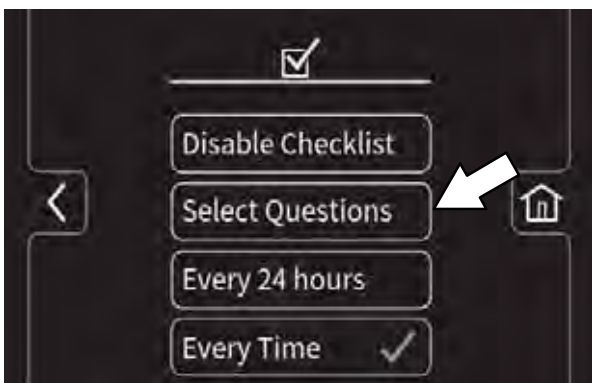 Disable Checklist
Select Questions
Every 24 hours
Every Time